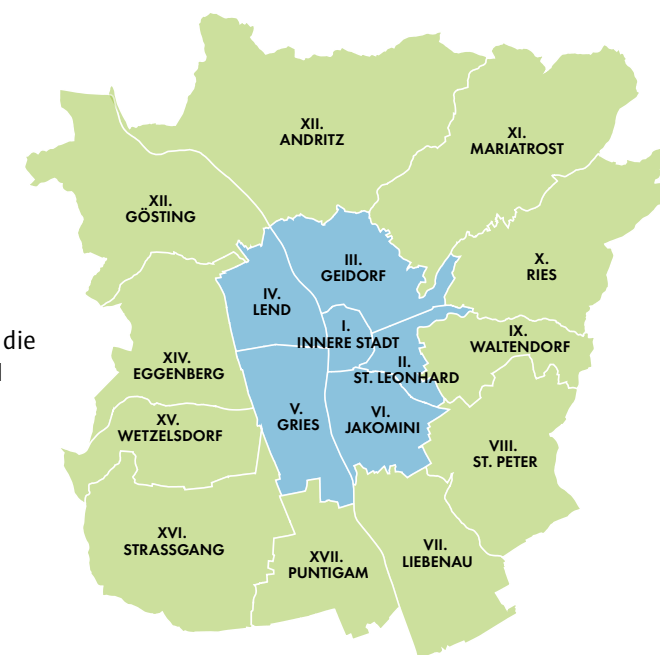 XII.
ANDRITZ
XI.
MARIATROST
XII.
GÖSTING
III.
GEIDORF
X.
RIES
IV.
LEND
I.
INNERE STADT
die
IX.
WALTENDORF
XIV.
EGGENBERG
II.
ST. LEONHARD
XV.
WETZELSDORF
V.
GRIES
VI.
JAKOMINI
VIII.
ST. PETER
XVI.
STRASSGANG
XVII.
PUNTIGAM
VII.
LIEBENAU